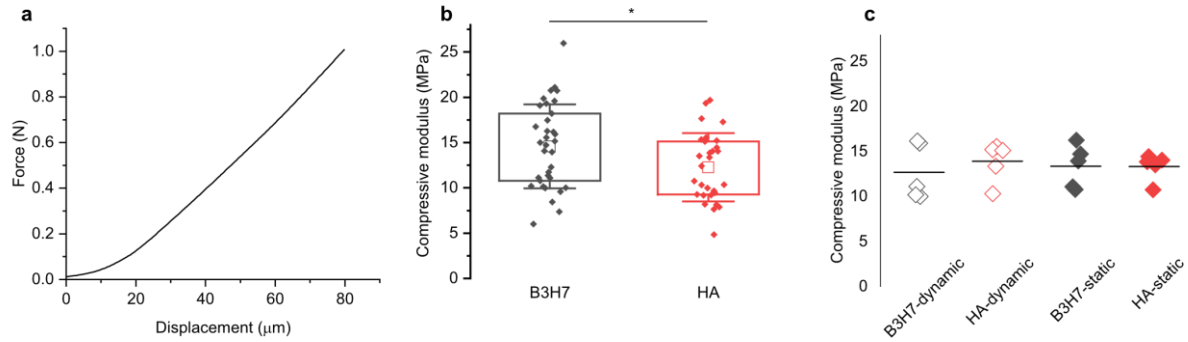 a
Force (N)
1.0
0.8
0.6
0.4
0.2
0.0
0
20
40
60
80
Displacement (μm)
b
*
Compressive modulus (MPa)
25
20
15
10
5
0
B3H7
HA
c
Compressive modulus (MPa)
25
20
15
10
5
0
B3H7-dynamic
HA-dynamic
B3H7-static
HA-static